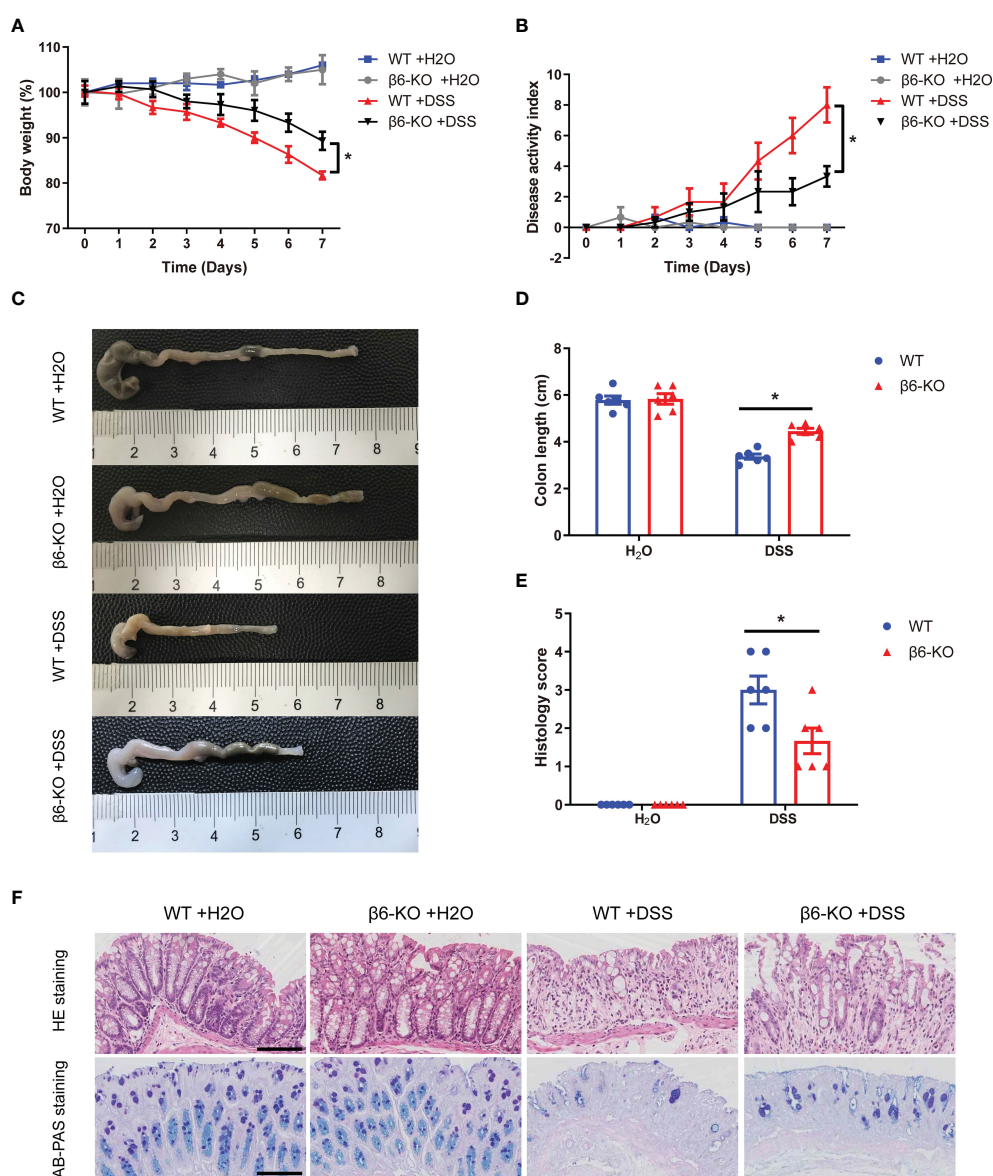 A
Body weight (%)
110
100
90
80
70
0 1 2 3 4 5 6 7
Time (Days)
*
WT +H2O
β6-KO +H2O
WT +DSS
β6-KO +DSS
B
Disease activity index
10
8
6
4
2
0
-2
0 1 2 3 4 5 6 7
Time (Days)
*
WT +H2O
β6-KO +H2O
WT +DSS
β6-KO +DSS
C
WT +H2O
1 2 3 4 5 6 7 8 9
β6-KO +H2O
1 2 3 4 5 6 7 8
WT +DSS
2 3 4 5 6 7 8
β6-KO +DSS
1 2 3 4 5 6 7 8
D
Colon length (cm)
8
6
4
2
0
*
H₂O DSS
WT
β6-KO
E
Histology score
5
4
3
2
1
0
*
H₂O DSS
WT
β6-KO
F
WT +H2O β6-KO +H2O WT +DSS β6-KO +DSS
HE staining
AB-PAS staining